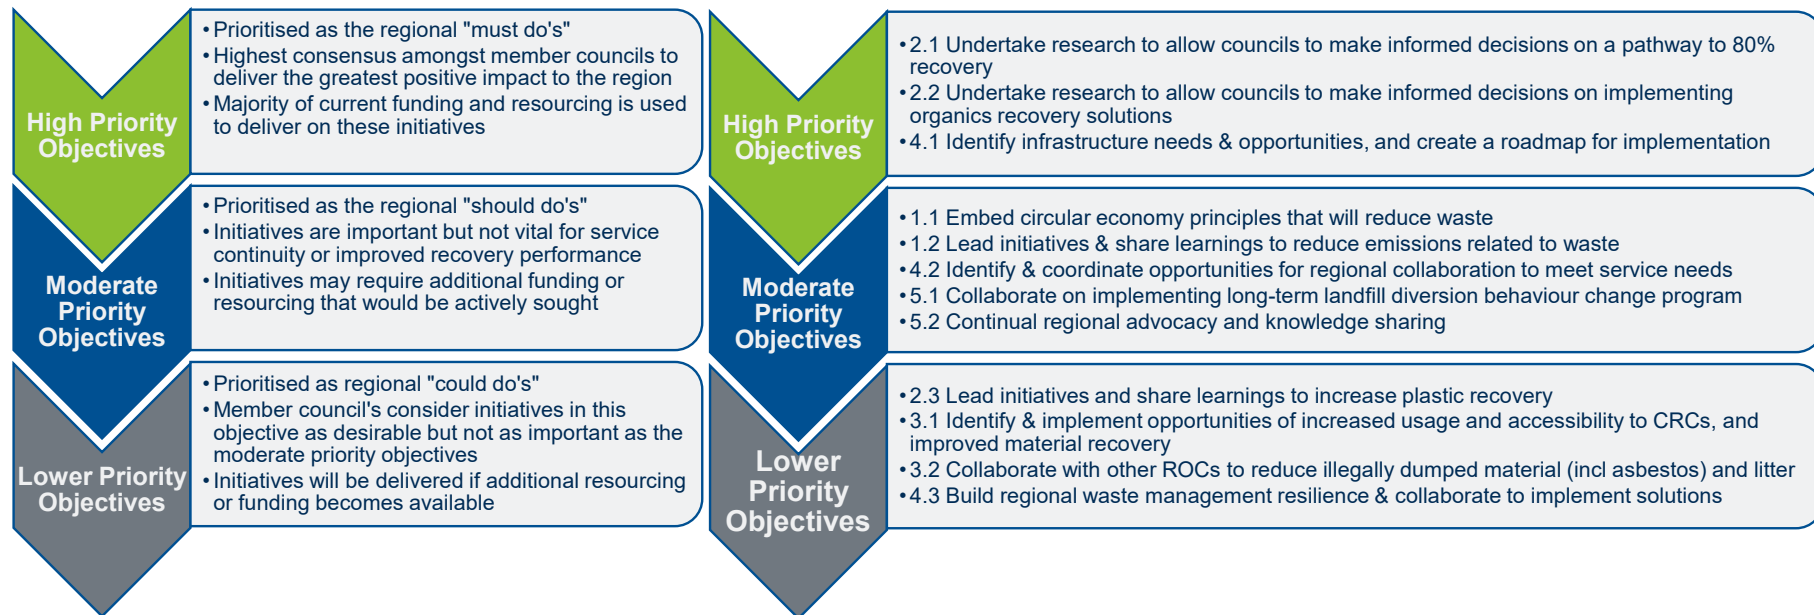 High Priority
Objectives
• Prioritised as the regional "must do's"
• Highest consensus amongst member councils to
deliver the greatest positive impact to the region
• Majority of current funding and resourcing is used
to deliver on these initiatives
Moderate
Priority
Objectives
• Prioritised as the regional "should do's"
• Initiatives are important but not vital for service
continuity or improved recovery performance
• Initiatives may require additional funding or
resourcing that would be actively sought
Lower Priority
Objectives
• Prioritised as regional "could do's"
• Member council's consider initiatives in this
objective as desirable but not as important as the
moderate priority objectives
• Initiatives will be delivered if additional resourcing
or funding becomes available
High Priority
Objectives
• 2.1 Undertake research to allow councils to make informed decisions on a pathway to 80%
recovery
• 2.2 Undertake research to allow councils to make informed decisions on implementing
organics recovery solutions
• 4.1 Identify infrastructure needs & opportunities, and create a roadmap for implementation
Moderate
Priority
Objectives
• 1.1 Embed circular economy principles that will reduce waste
• 1.2 Lead initiatives & share learnings to reduce emissions related to waste
• 4.2 Identify & coordinate opportunities for regional collaboration to meet service needs
• 5.1 Collaborate on implementing long-term landfill diversion behaviour change program
• 5.2 Continual regional advocacy and knowledge sharing
Lower
Priority
Objectives
• 2.3 Lead initiatives and share learnings to increase plastic recovery
• 3.1 Identify & implement opportunities of increased usage and accessibility to CRCs, and
improved material recovery
• 3.2 Collaborate with other ROCs to reduce illegally dumped material (incl asbestos) and litter
• 4.3 Build regional waste management resilience & collaborate to implement solutions